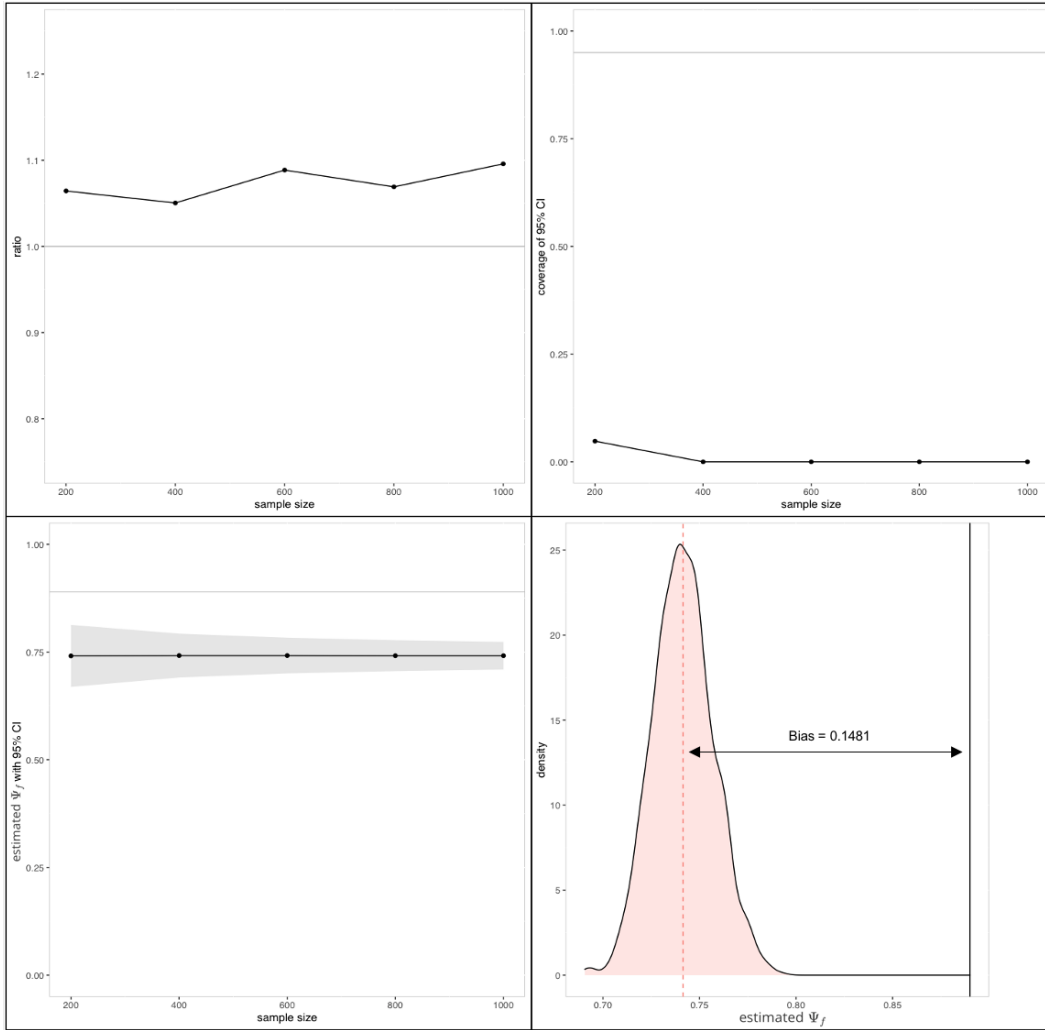 1.2
1.1
1.0
0.9
0.8
ratio
200 400 600 800 1000
sample size
1.00
0.75
0.50
0.25
0.00
coverage of 95% CI
200 400 600 800 1000
sample size
1.00
0.75
0.50
0.25
0.00
estimated Ψ_f with 95% CI
200 400 600 800 1000
sample size
25
20
15
10
5
0
density
Bias = 0.1481
0.70 0.75 0.80 0.85
estimated Ψ_f